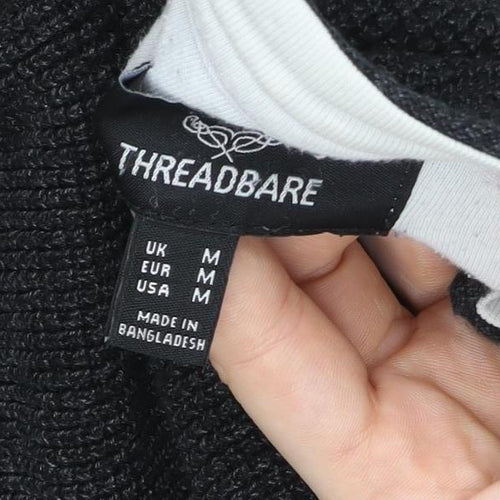 THREADBARE
UK M
EUR M
USA M
MADE IN
BANGLADESH